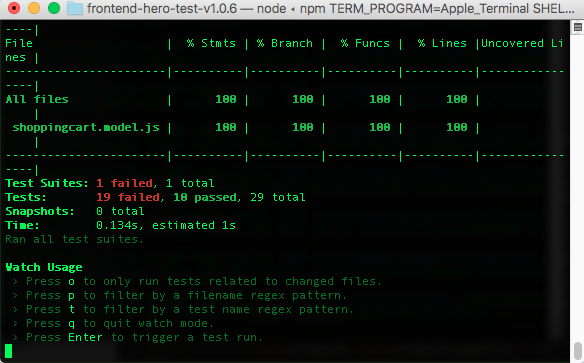 frontend-hero-test-v1.0.6 — node ◂ npm TERM_PROGRAM=Apple_Terminal SHEL...
----|
File                   |  % Stmts | % Branch |  % Funcs |  % Lines |Uncovered Li
nes |
-----------------------|----------|----------|----------|----------|------------
----|
All files              |      100 |      100 |      100 |      100 |
    |
 shoppingcart.model.js |      100 |      100 |      100 |      100 |
    |
-----------------------|----------|----------|----------|----------|------------
----|
Test Suites: 1 failed, 1 total
Tests:       19 failed, 10 passed, 29 total
Snapshots:   0 total
Time:        0.134s, estimated 1s
Ran all test suites.
Watch Usage
 › Press o to only run tests related to changed files.
 › Press p to filter by a filename regex pattern.
 › Press t to filter by a test name regex pattern.
 › Press q to quit watch mode.
 › Press Enter to trigger a test run.